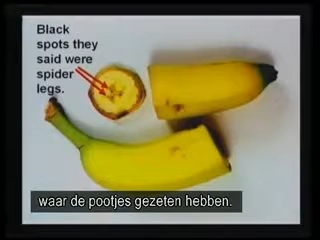 Black
spots they
said were
spider
legs.
waar de pootjes gezeten hebben.